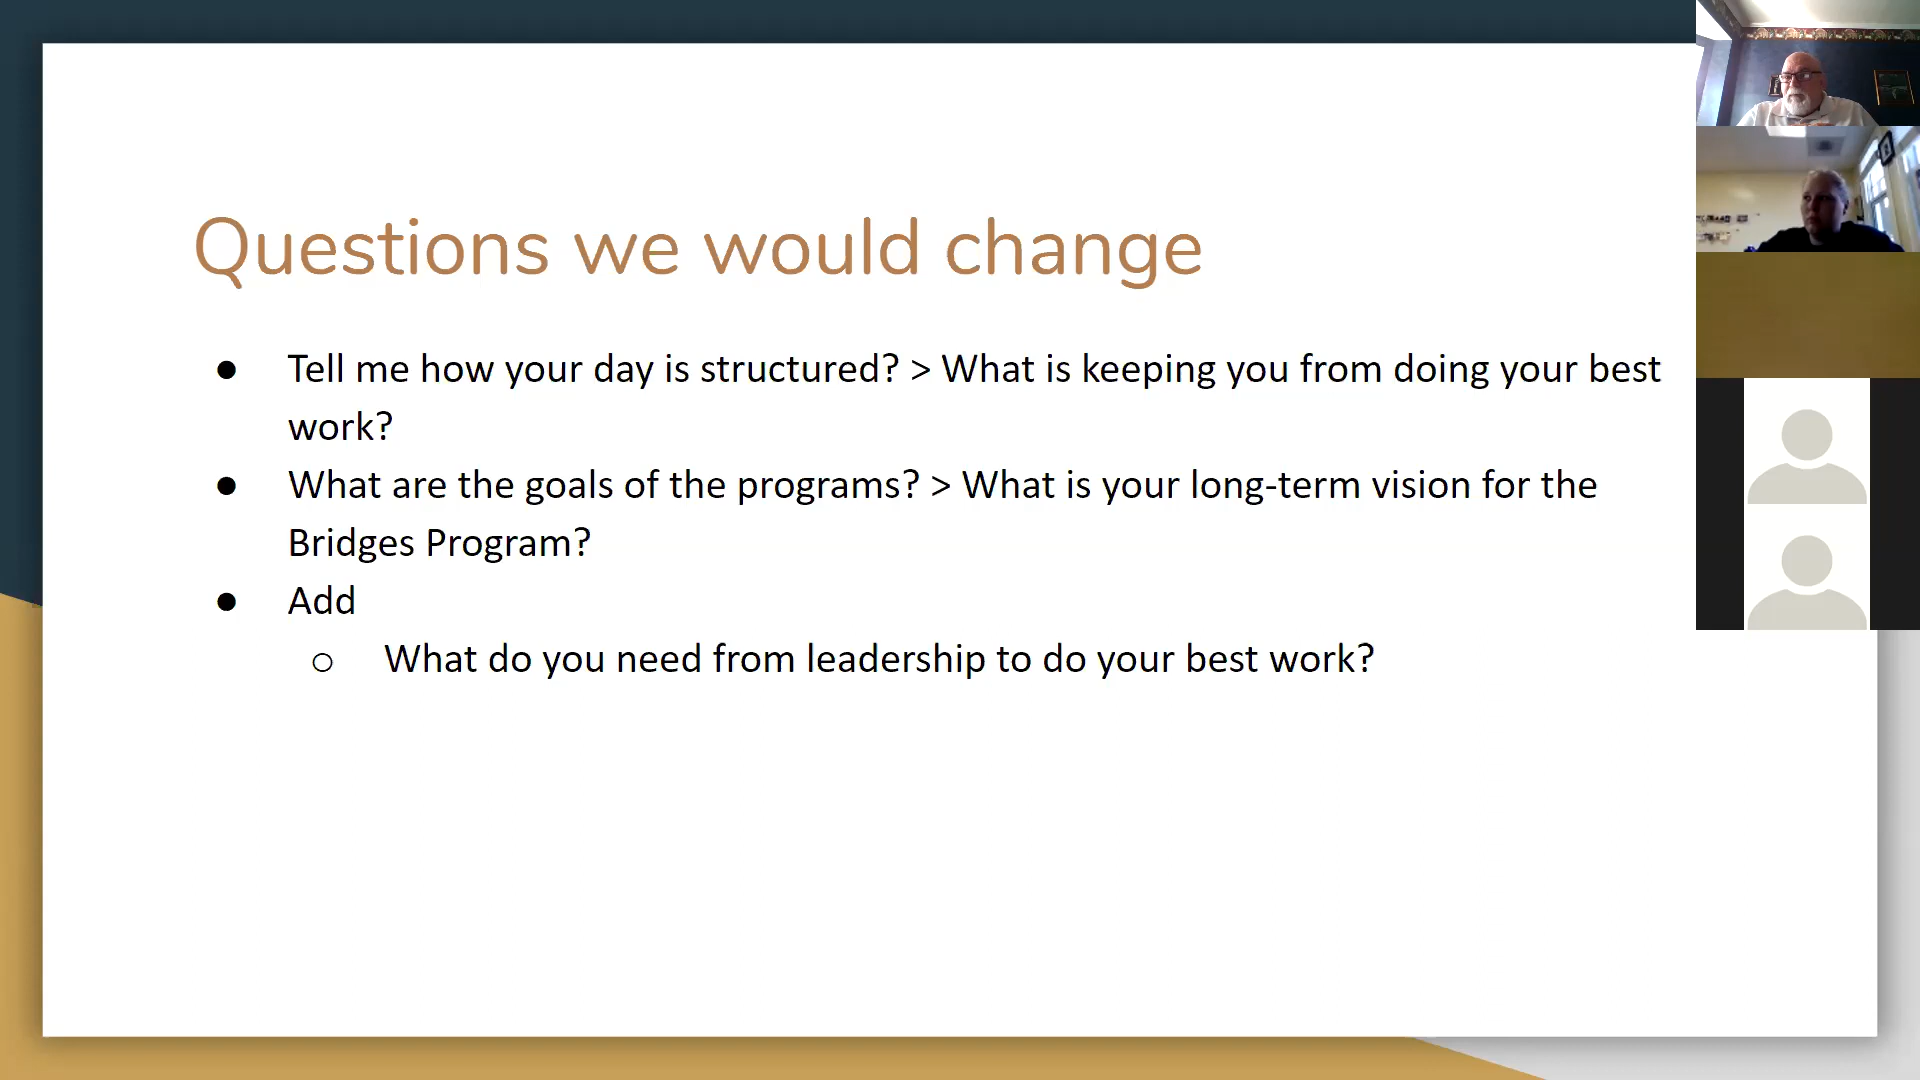 Questions we would change
● Tell me how your day is structured? > What is keeping you from doing your best
work?
● What are the goals of the programs? > What is your long-term vision for the
Bridges Program?
● Add
○ What do you need from leadership to do your best work?